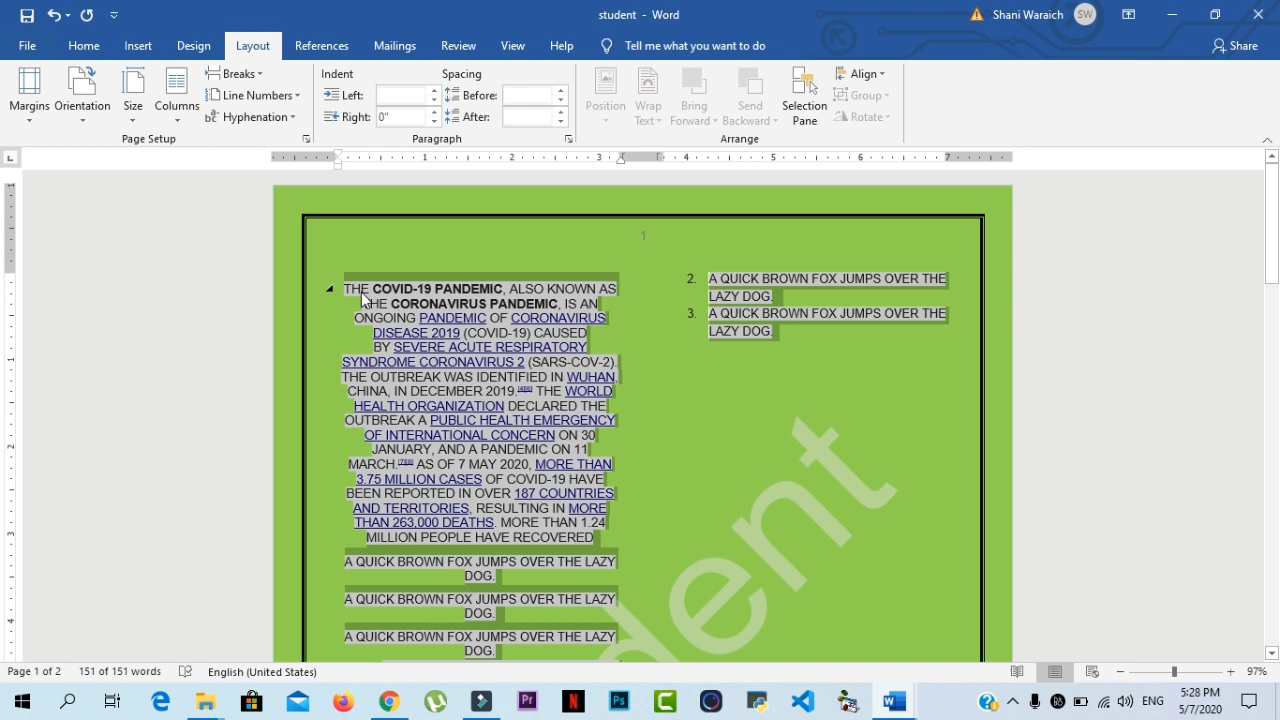 student - Word
Shani Waraich
SW
File Home Insert Design Layout References Mailings Review View Help Tell me what you want to do Share
Margins Orientation Size Columns
Breaks
Line Numbers
Hyphenation
Page Setup
Indent Spacing
Left: Before:
Right: 0" After:
Paragraph
Position Wrap Text Bring Forward Send Backward Selection Pane
Align
Group
Rotate
Arrange
1 2 3 4 5 6 7
1
THE COVID-19 PANDEMIC, ALSO KNOWN AS
THE CORONAVIRUS PANDEMIC, IS AN
ONGOING PANDEMIC OF CORONAVIRUS
DISEASE 2019 (COVID-19) CAUSED
BY SEVERE ACUTE RESPIRATORY
SYNDROME CORONAVIRUS 2 (SARS-COV-2).
THE OUTBREAK WAS IDENTIFIED IN WUHAN,
CHINA, IN DECEMBER 2019. THE WORLD
HEALTH ORGANIZATION DECLARED THE
OUTBREAK A PUBLIC HEALTH EMERGENCY
OF INTERNATIONAL CONCERN ON 30
JANUARY, AND A PANDEMIC ON 11
MARCH. AS OF 7 MAY 2020, MORE THAN
3.75 MILLION CASES OF COVID-19 HAVE
BEEN REPORTED IN OVER 187 COUNTRIES
AND TERRITORIES, RESULTING IN MORE
THAN 263,000 DEATHS. MORE THAN 1.24
MILLION PEOPLE HAVE RECOVERED
A QUICK BROWN FOX JUMPS OVER THE LAZY
DOG.
A QUICK BROWN FOX JUMPS OVER THE LAZY
DOG.
A QUICK BROWN FOX JUMPS OVER THE LAZY
DOG.
2. A QUICK BROWN FOX JUMPS OVER THE
LAZY DOG.
3. A QUICK BROWN FOX JUMPS OVER THE
LAZY DOG.
dent
Page 1 of 2 151 of 151 words English (United States) 97%
ENG
5:28 PM
5/7/2020